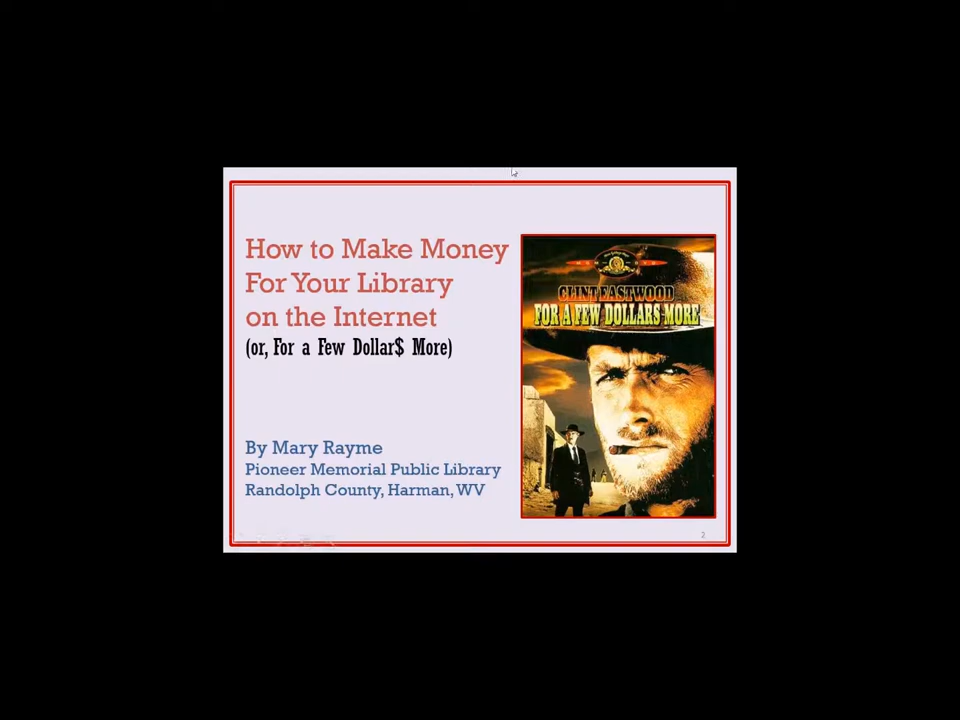 How to Make Money
For Your Library
on the Internet
(or, For a Few Dollar$ More)
CLINT EASTWOOD
FOR A FEW DOLLARS MORE
By Mary Rayme
Pioneer Memorial Public Library
Randolph County, Harman, WV
2